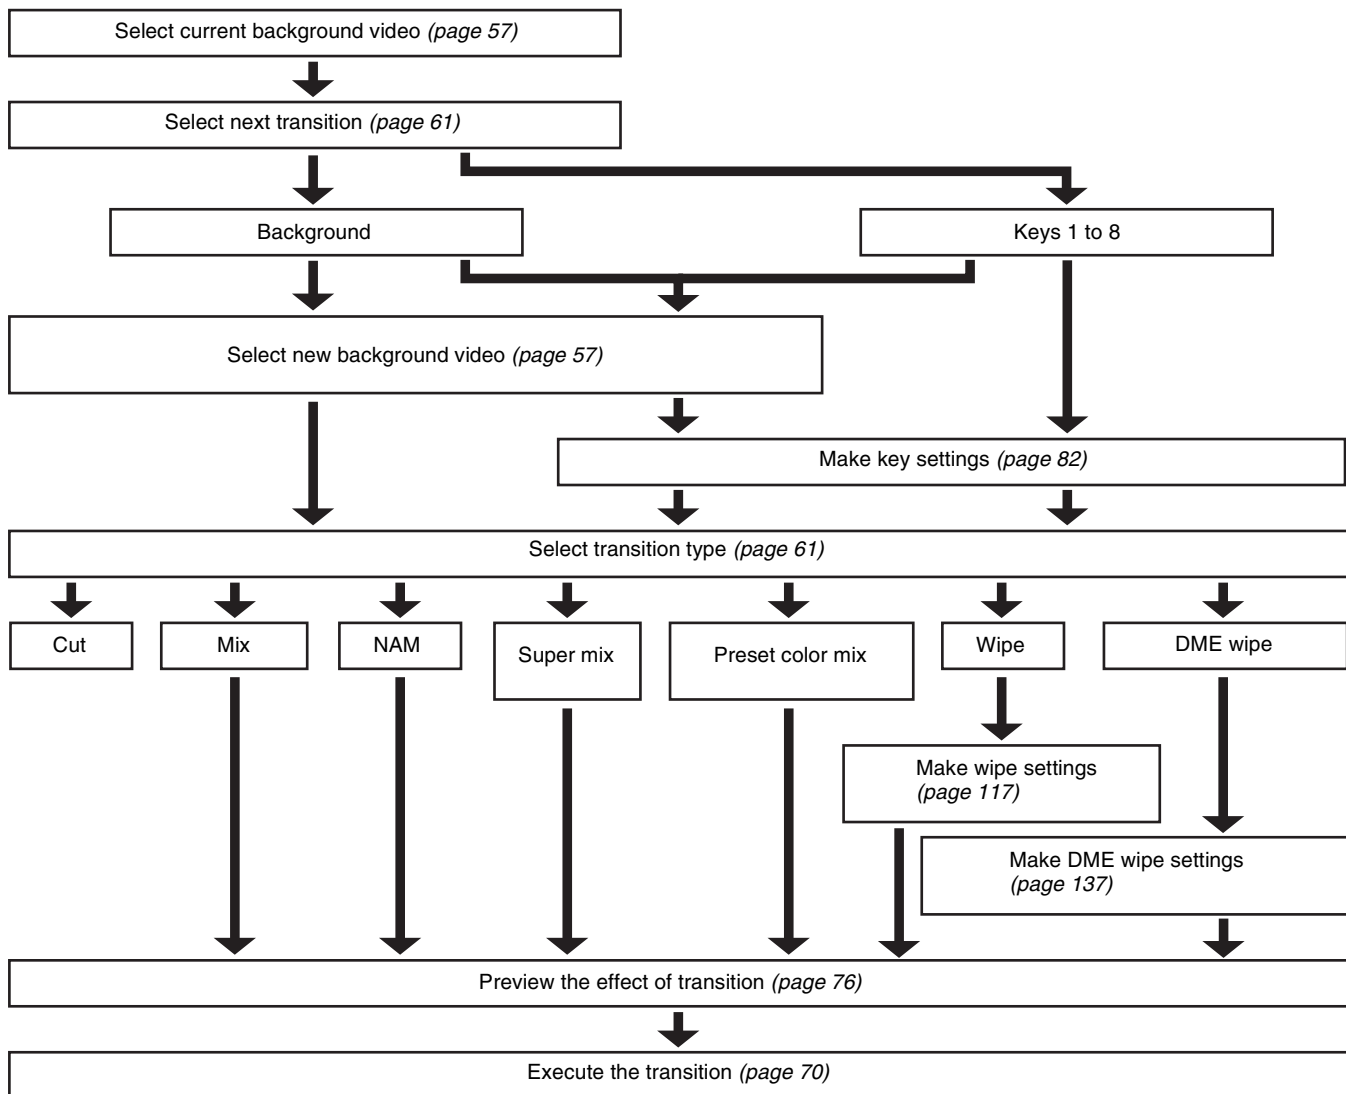 Select current background video (page 57)
Select next transition (page 61)
Background
Keys 1 to 8
Select new background video (page 57)
Make key settings (page 82)
Select transition type (page 61)
Cut
Mix
NAM
Super mix
Preset color mix
Wipe
DME wipe
Make wipe settings
(page 117)
Make DME wipe settings
(page 137)
Preview the effect of transition (page 76)
Execute the transition (page 70)